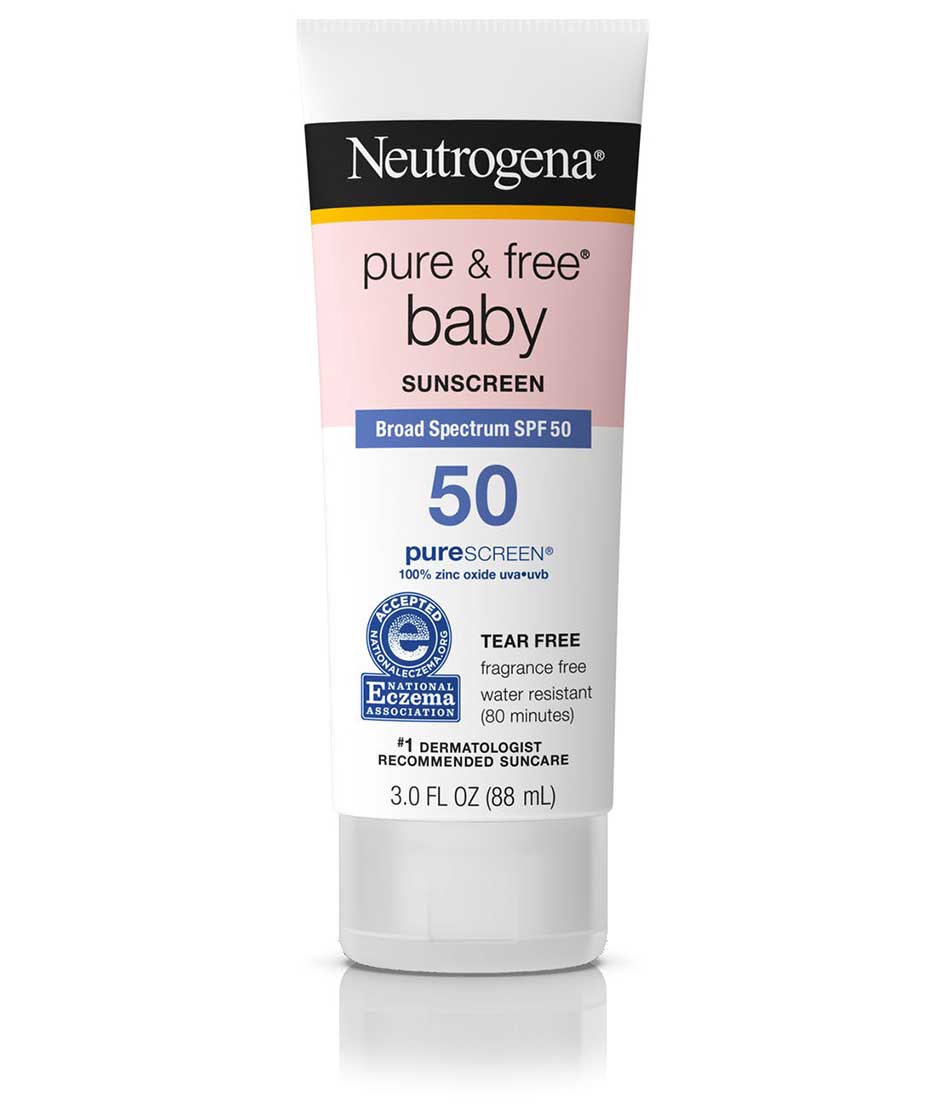 Neutrogena®
pure & free®
baby
SUNSCREEN
Broad Spectrum SPF 50
50
pureSCREEN®
100% zinc oxide uva•uvb
ACCEPTED
e
NATIONALECZEMA.ORG
NATIONAL
Eczema
ASSOCIATION
TEAR FREE
fragrance free
water resistant
(80 minutes)
#1 DERMATOLOGIST
RECOMMENDED SUNCARE
3.0 FL OZ (88 mL)